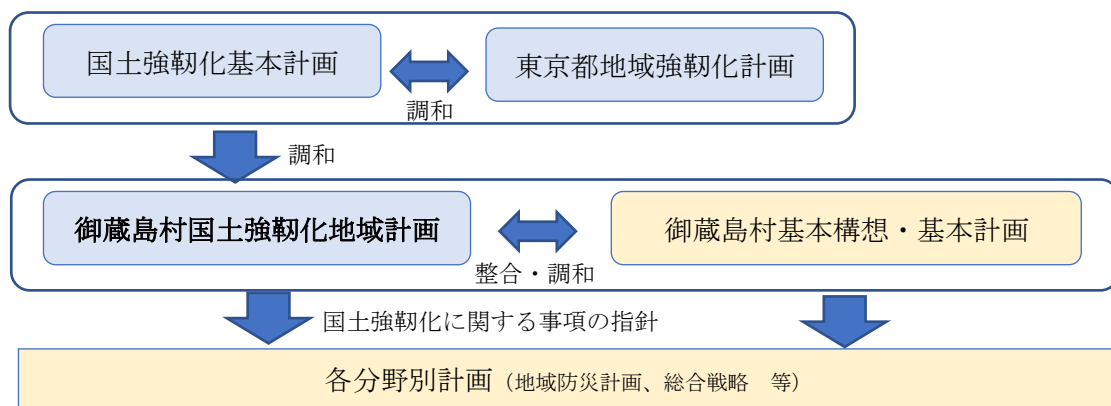 国土強靭化基本計画
東京都地域強靭化計画
調和
調和
御蔵島村国土強靭化地域計画
御蔵島村基本構想・基本計画
整合・調和
国土強靭化に関する事項の指針
各分野別計画（地域防災計画、総合戦略　等）